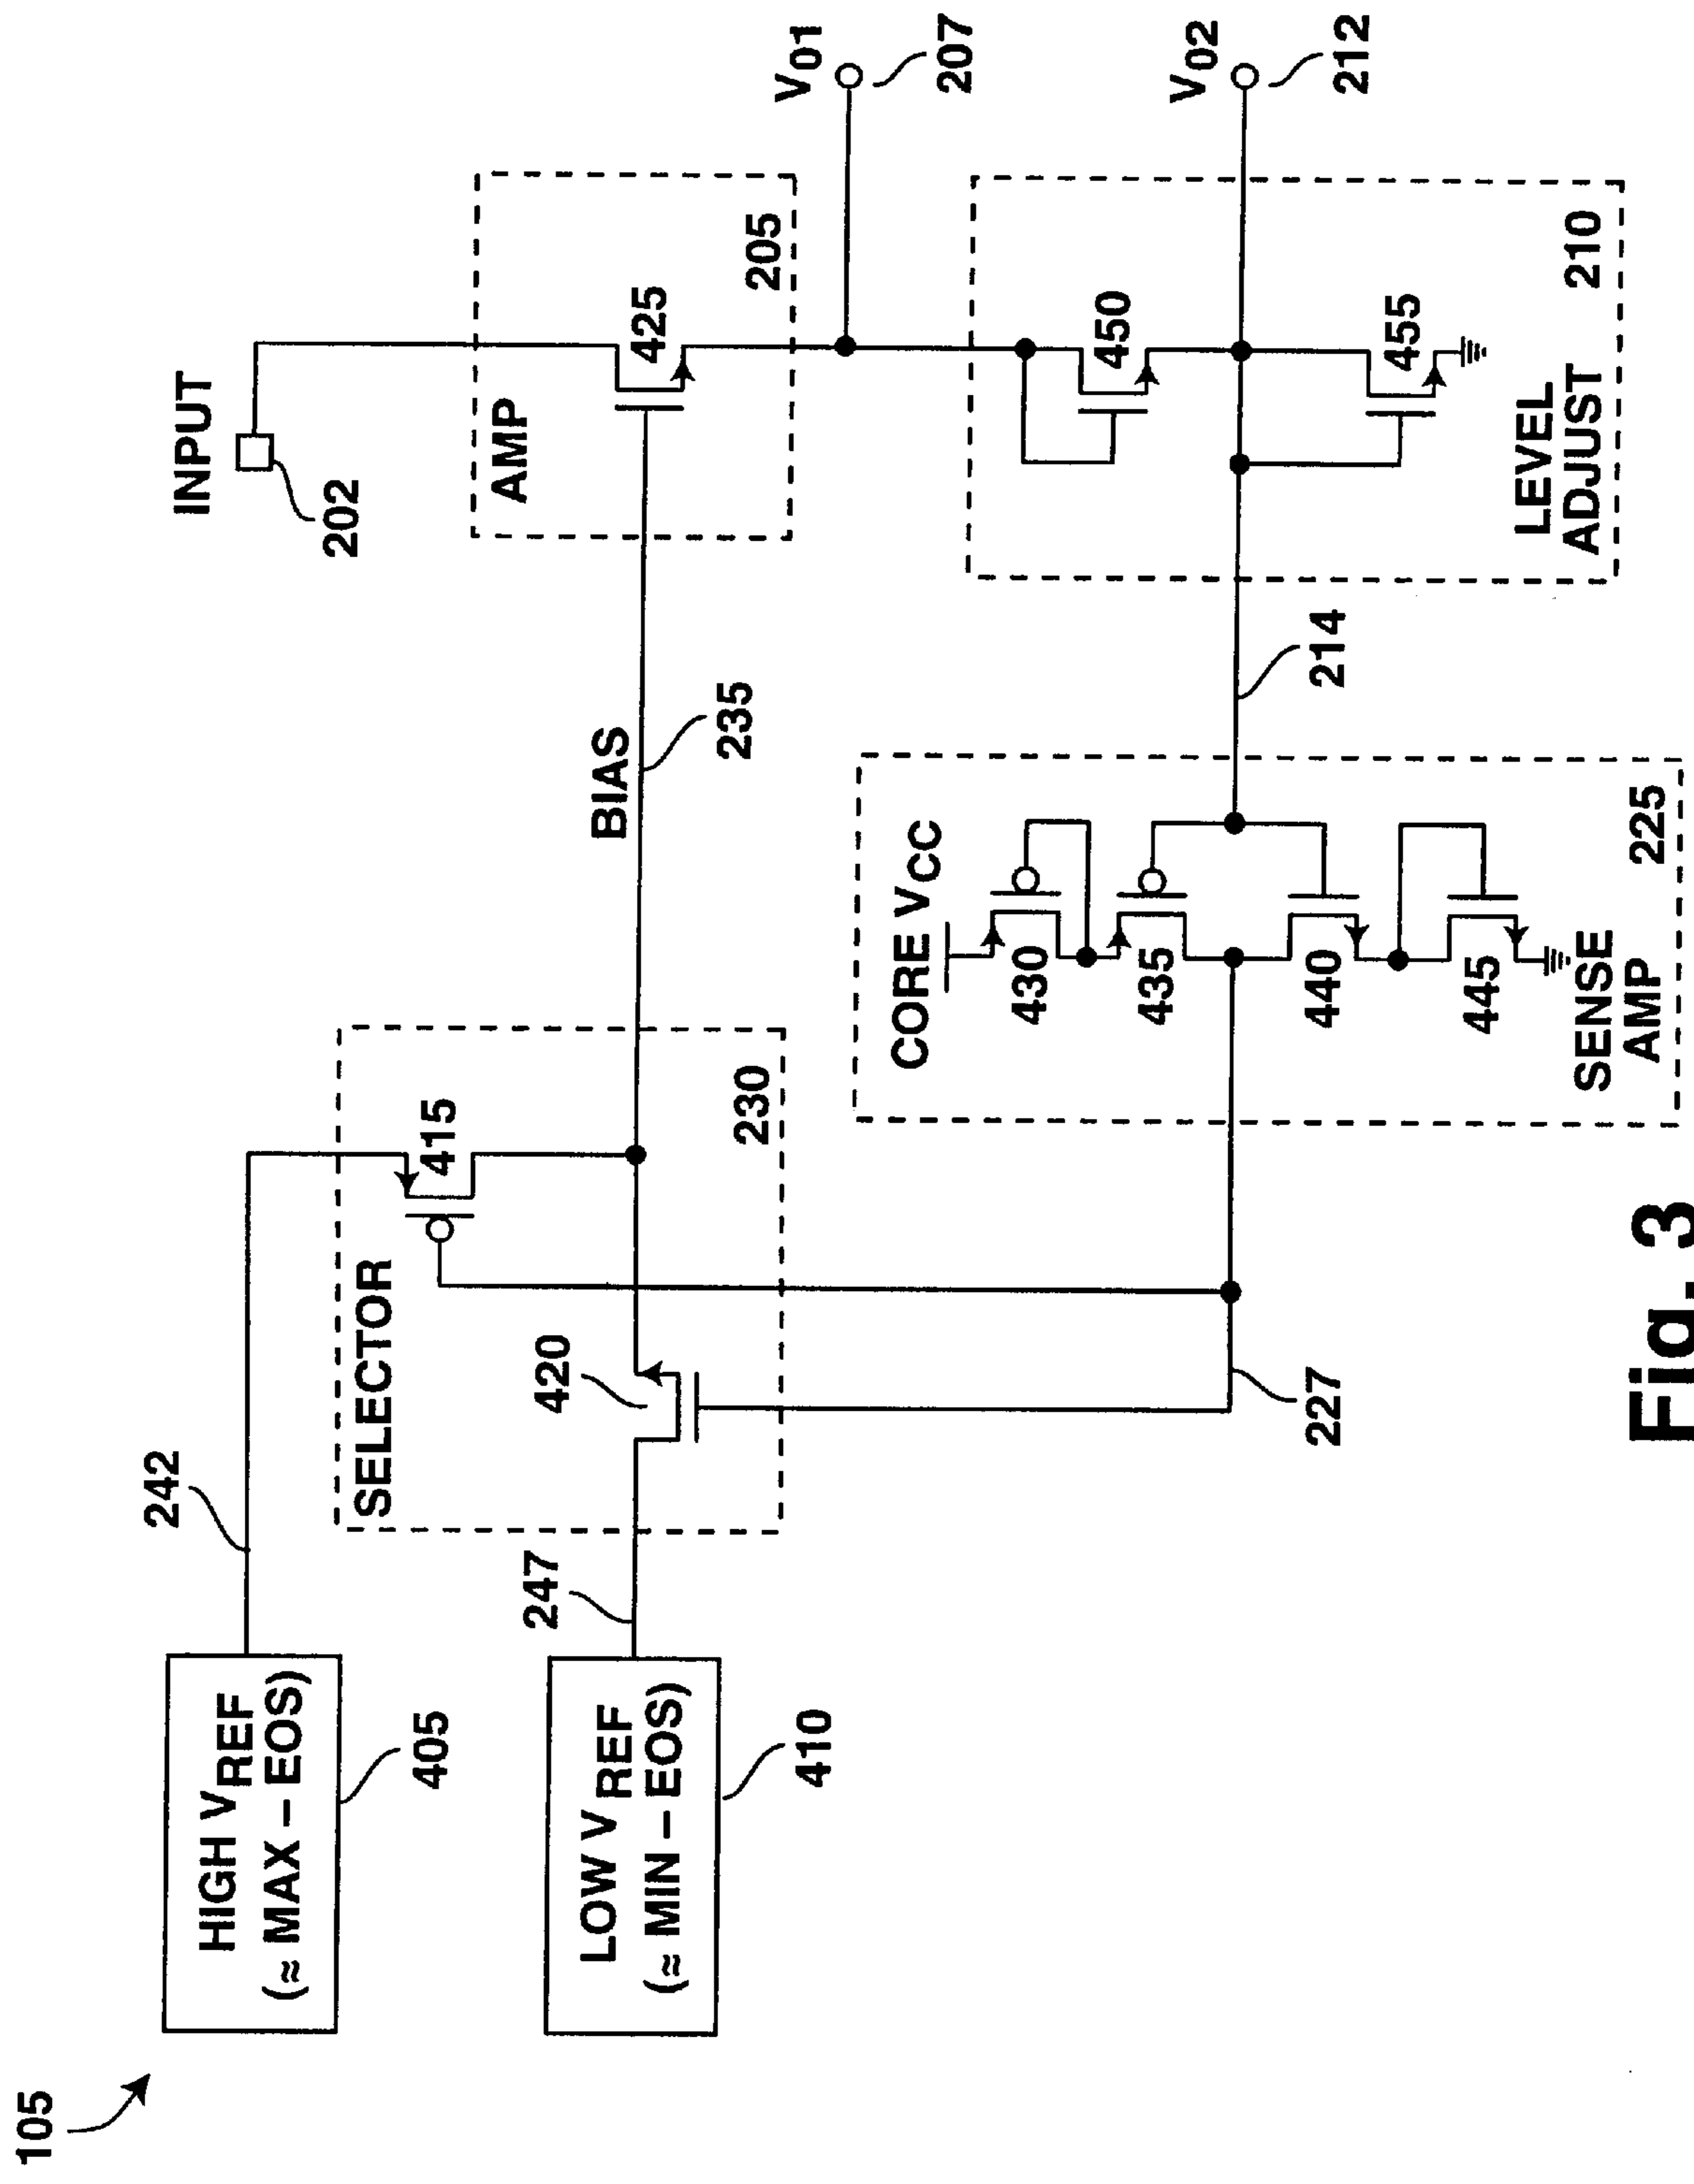 105
HIGH VREF
(≈ MAX – EOS)
405
242
LOW VREF
(≈ MIN – EOS)
410
247
SELECTOR
415
420
230
227
BIAS
235
INPUT
202
AMP
425
205
V01
207
CORE VCC
430
435
440
445
SENSE
AMP
225
214
450
455
LEVEL
ADJUST
210
V02
212
Fig. 3